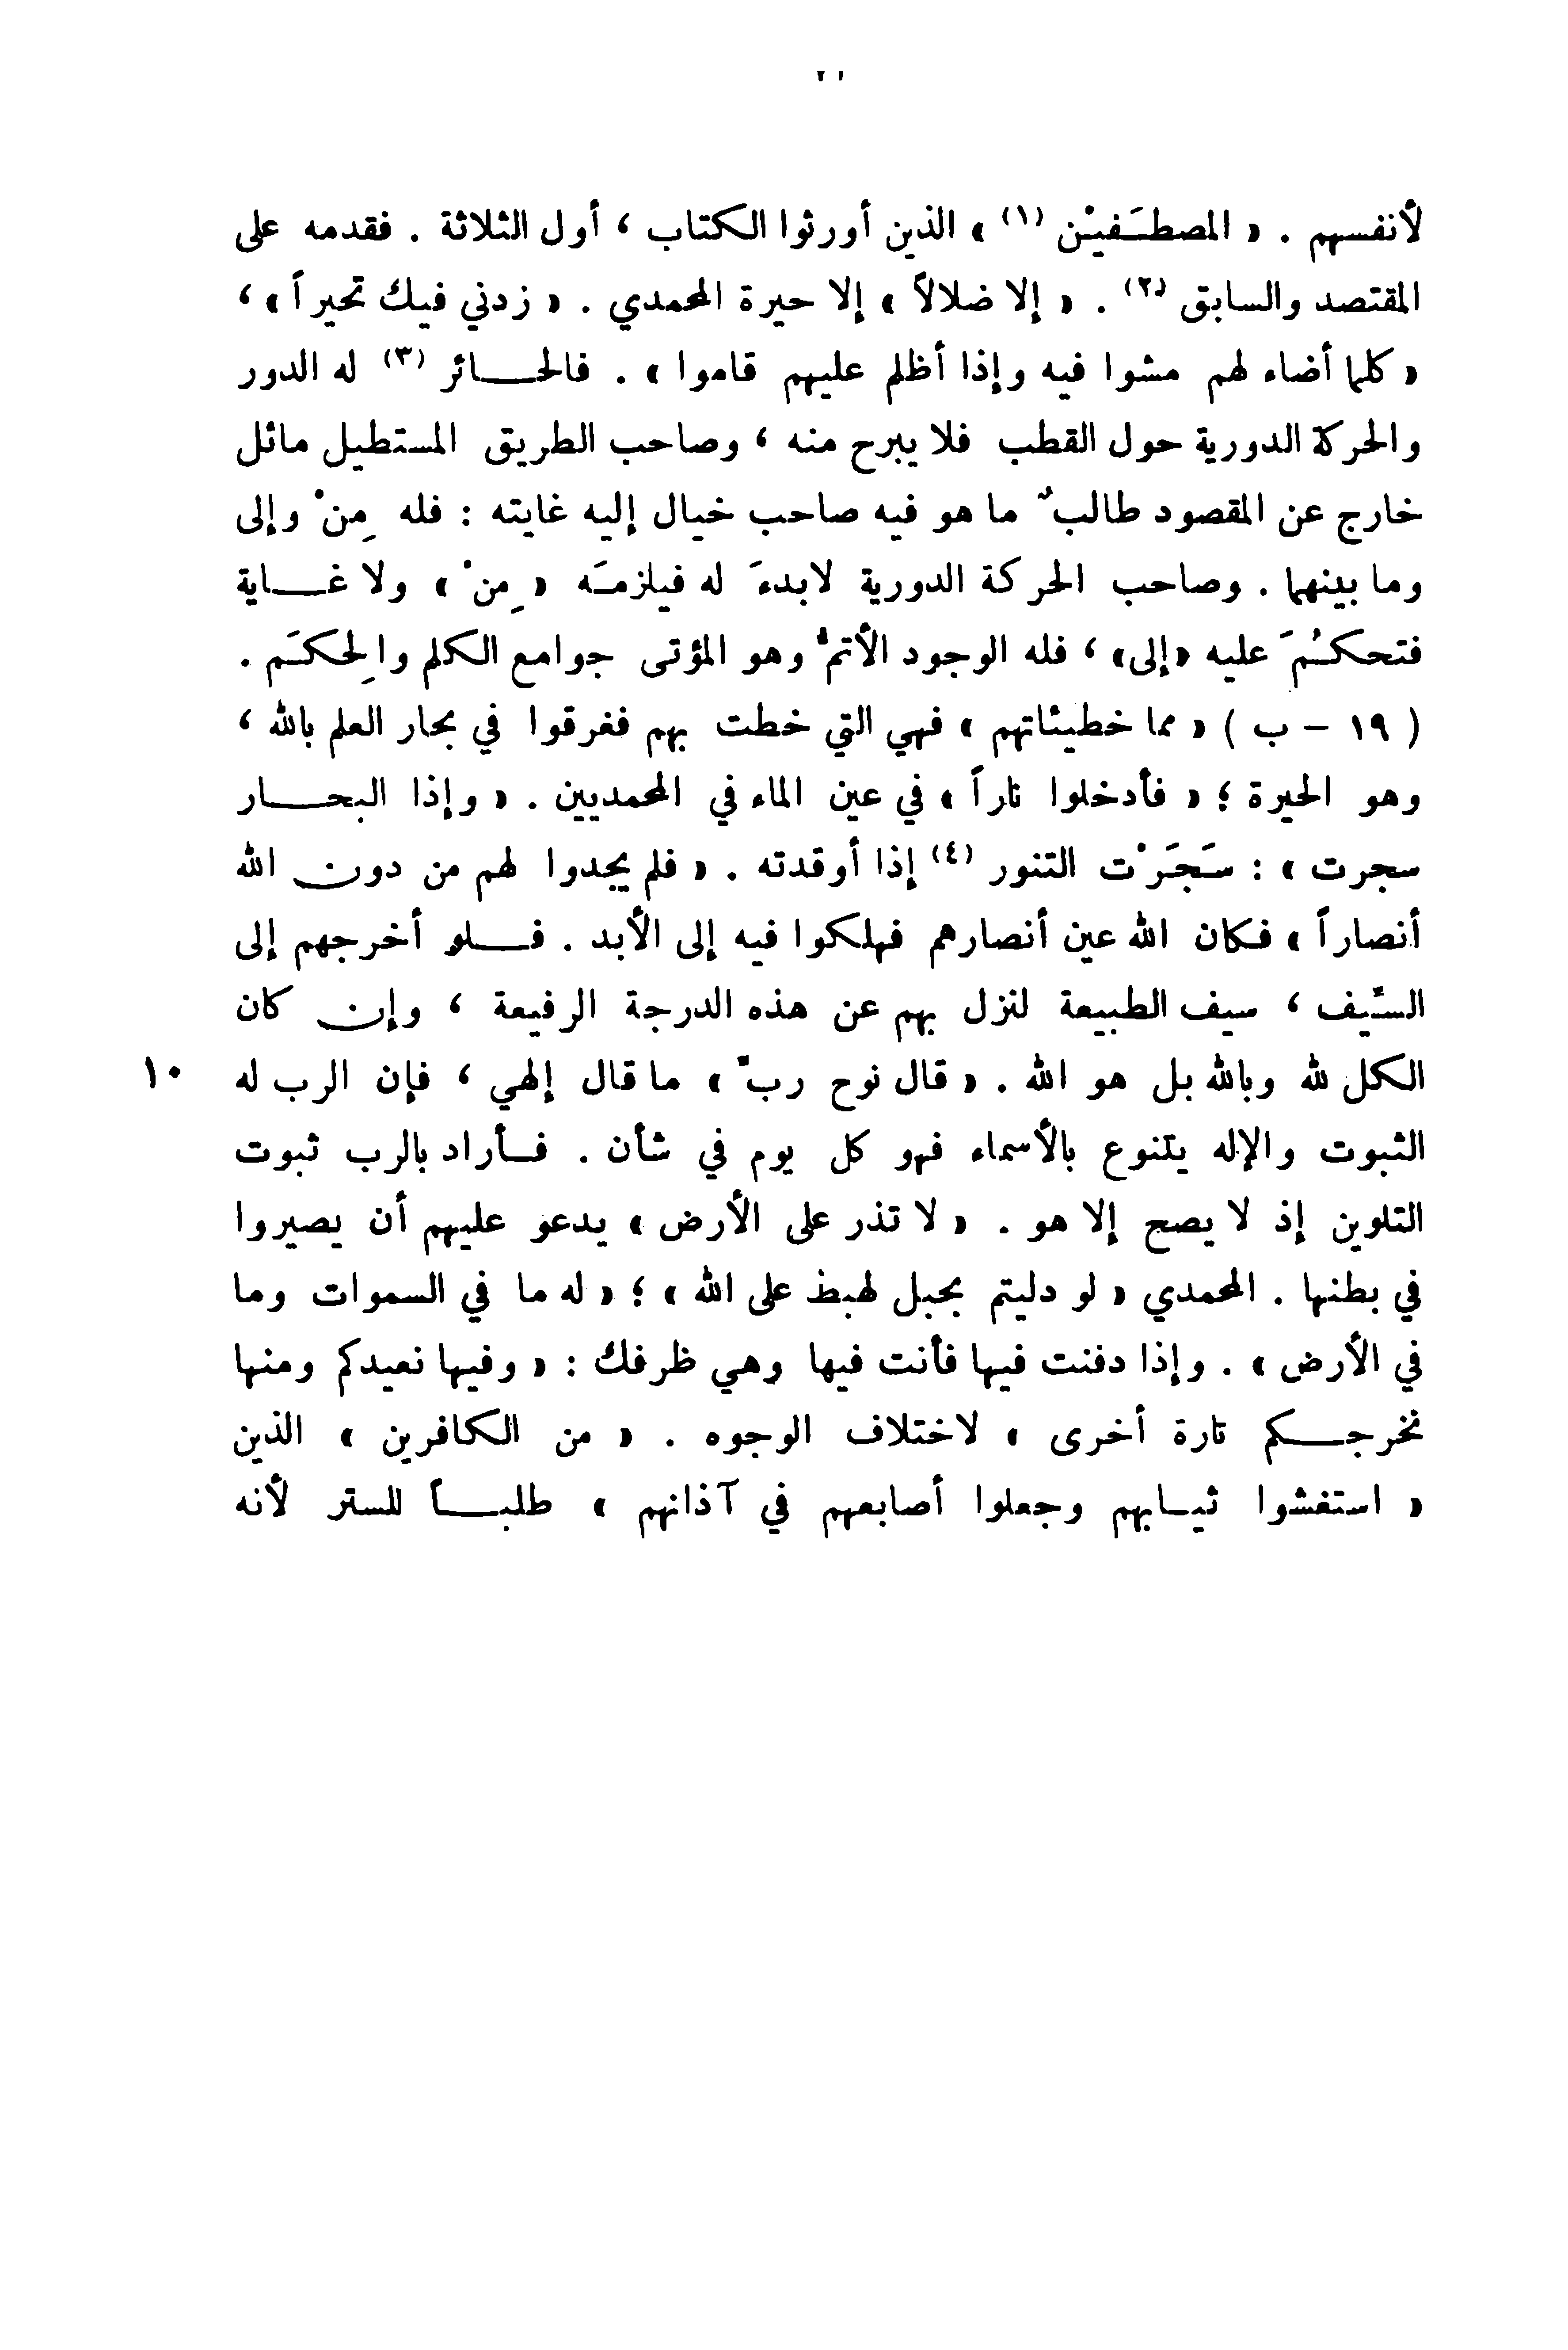 لأنفسهم . « المصطَفيْن (١) » الذين أورثوا الكتاب ، أول الثلاثة . فقدمه على
المقتصد والسابق (٢) . « إلا ضلالاً » إلا حيرة المحمدي . « زدني فيك تحيراً » ،
« كلما أضاء لهم مشوا فيه وإذا أظلم عليهم قاموا » . فالحائر (٣) له الدور
والحركة الدورية حول القطب فلا يبرح منه ، وصاحب الطريق المستطيل مائل
خارج عن المقصود طالبٌ ما هو فيه صاحب خيال إليه غايته : فله مِنْ وإلى
وما بينهما . وصاحب الحركة الدورية لابدءَ له فيلزمَه « مِنْ » ولا غاية
فتحكُمَ عليه «إلى» ، فله الوجود الأتمُّ وهو المؤتى جوامع الكلم والحِكَم .
( ١٩ – ب ) « مما خطيئاتهم » فهي التي خطت بهم فغرقوا في بحار العلم بالله ،
وهو الحيرة ؛ « فأدخلوا ناراً » في عين الماء في المحمديين . « وإذا البحار
سجرت » : سَجَرْت التنور (٤) إذا أوقدته . « فلم يجدوا لهم من دون الله
أنصاراً » فكان الله عين أنصارهم فهلكوا فيه إلى الأبد . فلو أخرجهم إلى
السِّيف ، سيف الطبيعة لنزل بهم عن هذه الدرجة الرفيعة ، وإن كان
الكل لله وبالله بل هو الله . « قال نوح ربِّ » ما قال إلهي ، فإن الرب له ١٠
الثبوت والإله يتنوع بالأسماء فهو كل يوم في شأن . فأراد بالرب ثبوت
التلوين إذ لا يصح إلا هو . « لا تذر على الأرض » يدعو عليهم أن يصيروا
في بطنها . المحمدي « لو دليتم بحبل لهبط على الله » ؛ « له ما في السموات وما
في الأرض » . وإذا دفنت فيها فأنت فيها وهي ظرفك : « وفيها نعيدكم ومنها
نخرجكم تارة أخرى » لاختلاف الوجوه . « من الكافرين » الذين
« استغشوا ثيابهم وجعلوا أصابعهم في آذانهم » طلباً للستر لأنه